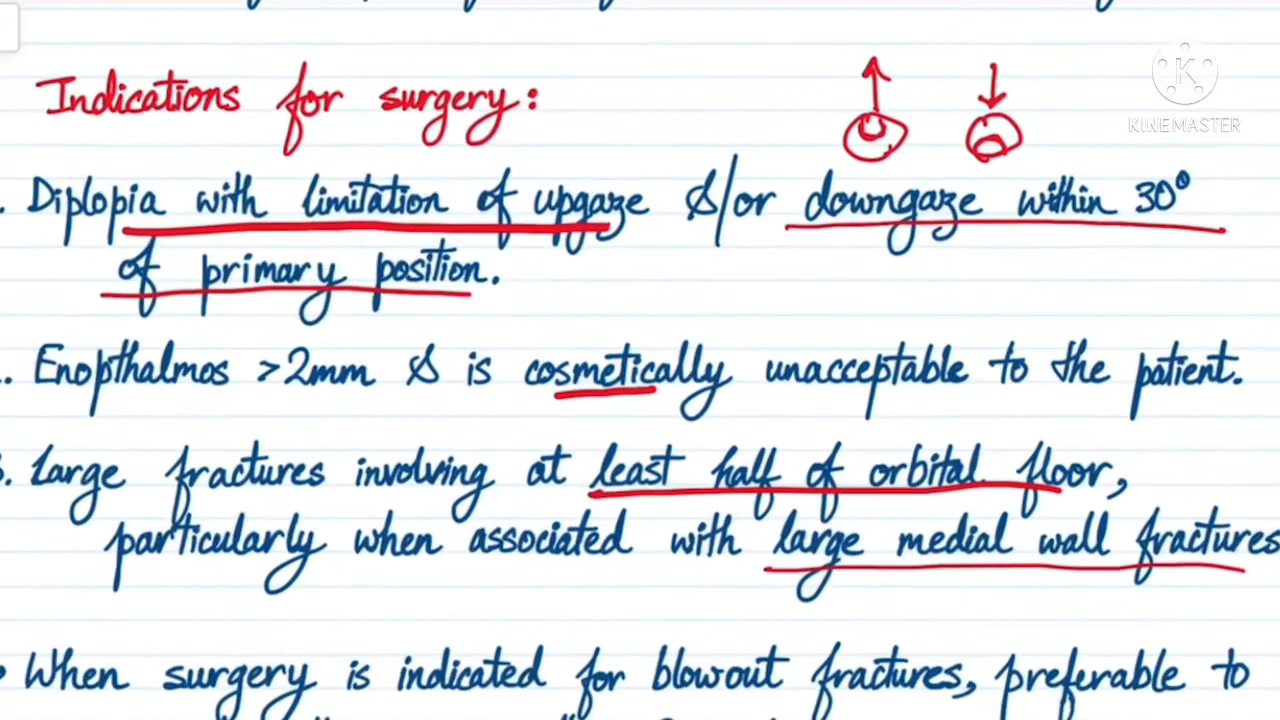 Indications for surgery:
KINEMASTER
. Diplopia with limitation of upgaze &/or downgaze within 30°
of primary position.
. Enopthalmos >2mm & is cosmetically unacceptable to the patient.
3. Large fractures involving at least half of orbital floor,
particularly when associated with large medial wall fractures
When surgery is indicated for blowout fractures, preferable to